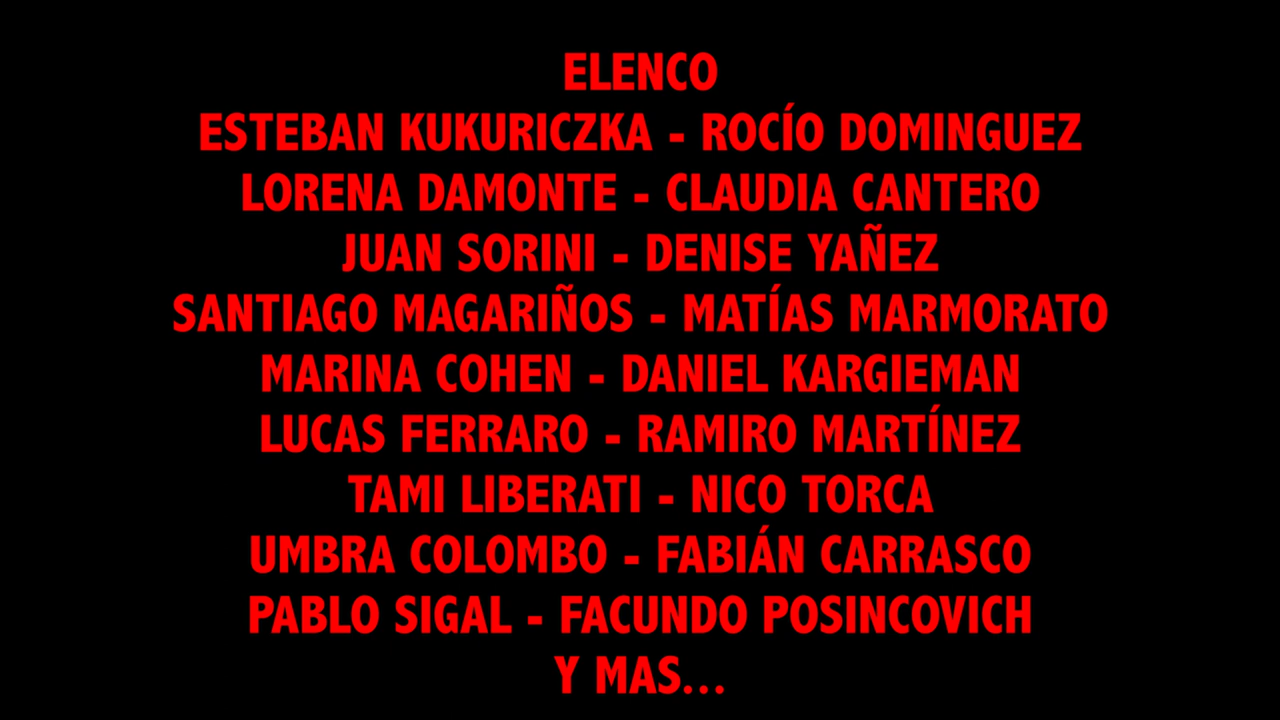 ELENCO
ESTEBAN KUKURICZKA - ROCÍO DOMINGUEZ
LORENA DAMONTE - CLAUDIA CANTERO
JUAN SORINI - DENISE YAÑEZ
SANTIAGO MAGARIÑOS - MATÍAS MARMORATO
MARINA COHEN - DANIEL KARGIEMAN
LUCAS FERRARO - RAMIRO MARTÍNEZ
TAMI LIBERATI - NICO TORCA
UMBRA COLOMBO - FABIÁN CARRASCO
PABLO SIGAL - FACUNDO POSINCOVICH
Y MAS...